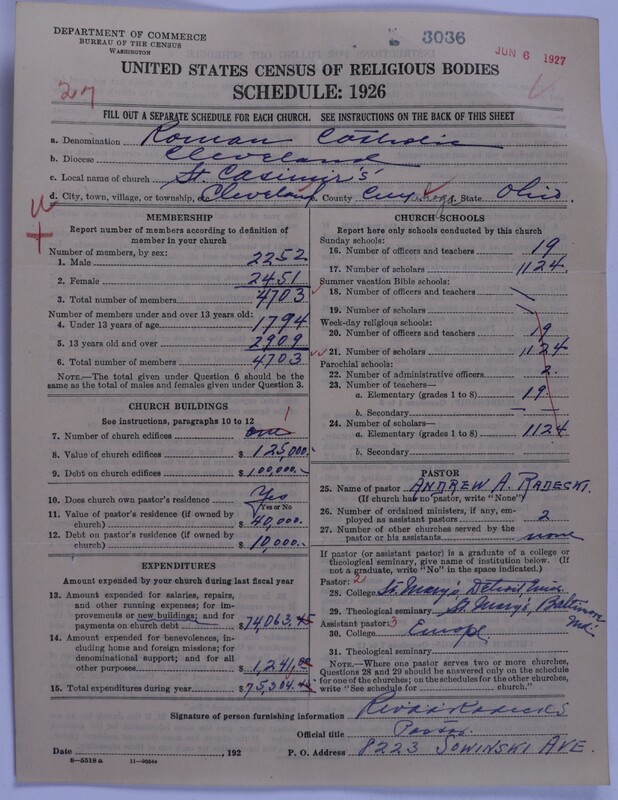 DEPARTMENT OF COMMERCE
BUREAU OF THE CENSUS
WASHINGTON
3036
JUN 6 1927
UNITED STATES CENSUS OF RELIGIOUS BODIES
SCHEDULE: 1926
27
FILL OUT A SEPARATE SCHEDULE FOR EACH CHURCH. SEE INSTRUCTIONS ON THE BACK OF THIS SHEET
a. Denomination Roman Catholic
b. Diocese Cleveland
c. Local name of church St. Casimir's
d. City, town, village, or township, etc. Cleveland. County Cuyahoga State Ohio
MEMBERSHIP
Report number of members according to definition of member in your church
Number of members, by sex:
1. Male 2252
2. Female 2451
3. Total number of members 4703
Number of members under and over 13 years old:
4. Under 13 years of age 1794
5. 13 years old and over 2909
6. Total number of members 4703
NOTE.—The total given under Question 6 should be the same as the total of males and females given under Question 3.
CHURCH BUILDINGS
See instructions, paragraphs 10 to 12
7. Number of church edifices one 1
8. Value of church edifices $125,000.
9. Debt on church edifices $100,000.
10. Does church own pastor's residence Yes
Yes or No
11. Value of pastor's residence (if owned by church) $40,000.
12. Debt on pastor's residence (if owned by church) $10,000.
EXPENDITURES
Amount expended by your church during last fiscal year
13. Amount expended for salaries, repairs, and other running expenses; for improvements or new buildings; and for payments on church debt $74,063.45
14. Amount expended for benevolences, including home and foreign missions; for denominational support; and for all other purposes $1,241.00
15. Total expenditures during year $75,304.45
CHURCH SCHOOLS
Report here only schools conducted by this church
Sunday schools:
16. Number of officers and teachers 19
17. Number of scholars 1124
Summer vacation Bible schools:
18. Number of officers and teachers
19. Number of scholars
Week-day religious schools:
20. Number of officers and teachers 19
21. Number of scholars 1124
Parochial schools:
22. Number of administrative officers 2
23. Number of teachers—
a. Elementary (grades 1 to 8) 19
b. Secondary — —
24. Number of scholars—
a. Elementary (grades 1 to 8) 1124
b. Secondary
PASTOR
25. Name of pastor ANDREW A. RADECKI.
(If church has no pastor, write "None")
26. Number of ordained ministers, if any, employed as assistant pastors 2
27. Number of other churches served by the pastor or his assistants none
If pastor (or assistant pastor) is a graduate of a college or theological seminary, give name of institution below. (If not a graduate, write "No" in the space indicated.)
Pastor: 2
28. College St. Mary's, Detroit Mich
29. Theological seminary St. Mary's, Baltimore Md.
Assistant pastor: 3
30. College Europe
31. Theological seminary
NOTE.—Where one pastor serves two or more churches, Questions 28 and 29 should be answered only on the schedule for one of the churches; on the schedules for the other churches, write "See schedule for church."
Signature of person furnishing information Rev. A. A. Radecki
Official title Pastor.
Date , 192 P. O. Address 8223 SOWINSKI AVE.
8—5518 a